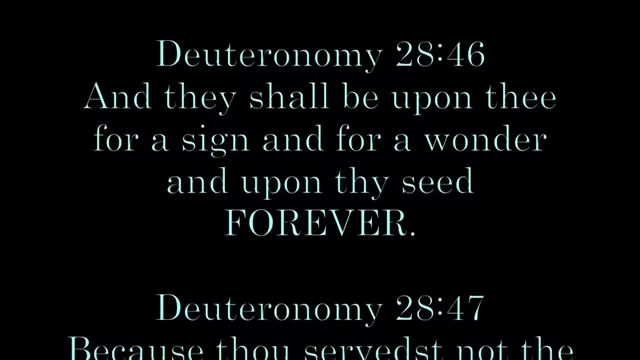 Deuteronomy 28:46
And they shall be upon thee
for a sign and for a wonder
and upon thy seed
FOREVER.
Deuteronomy 28:47
Because thou servedst not the